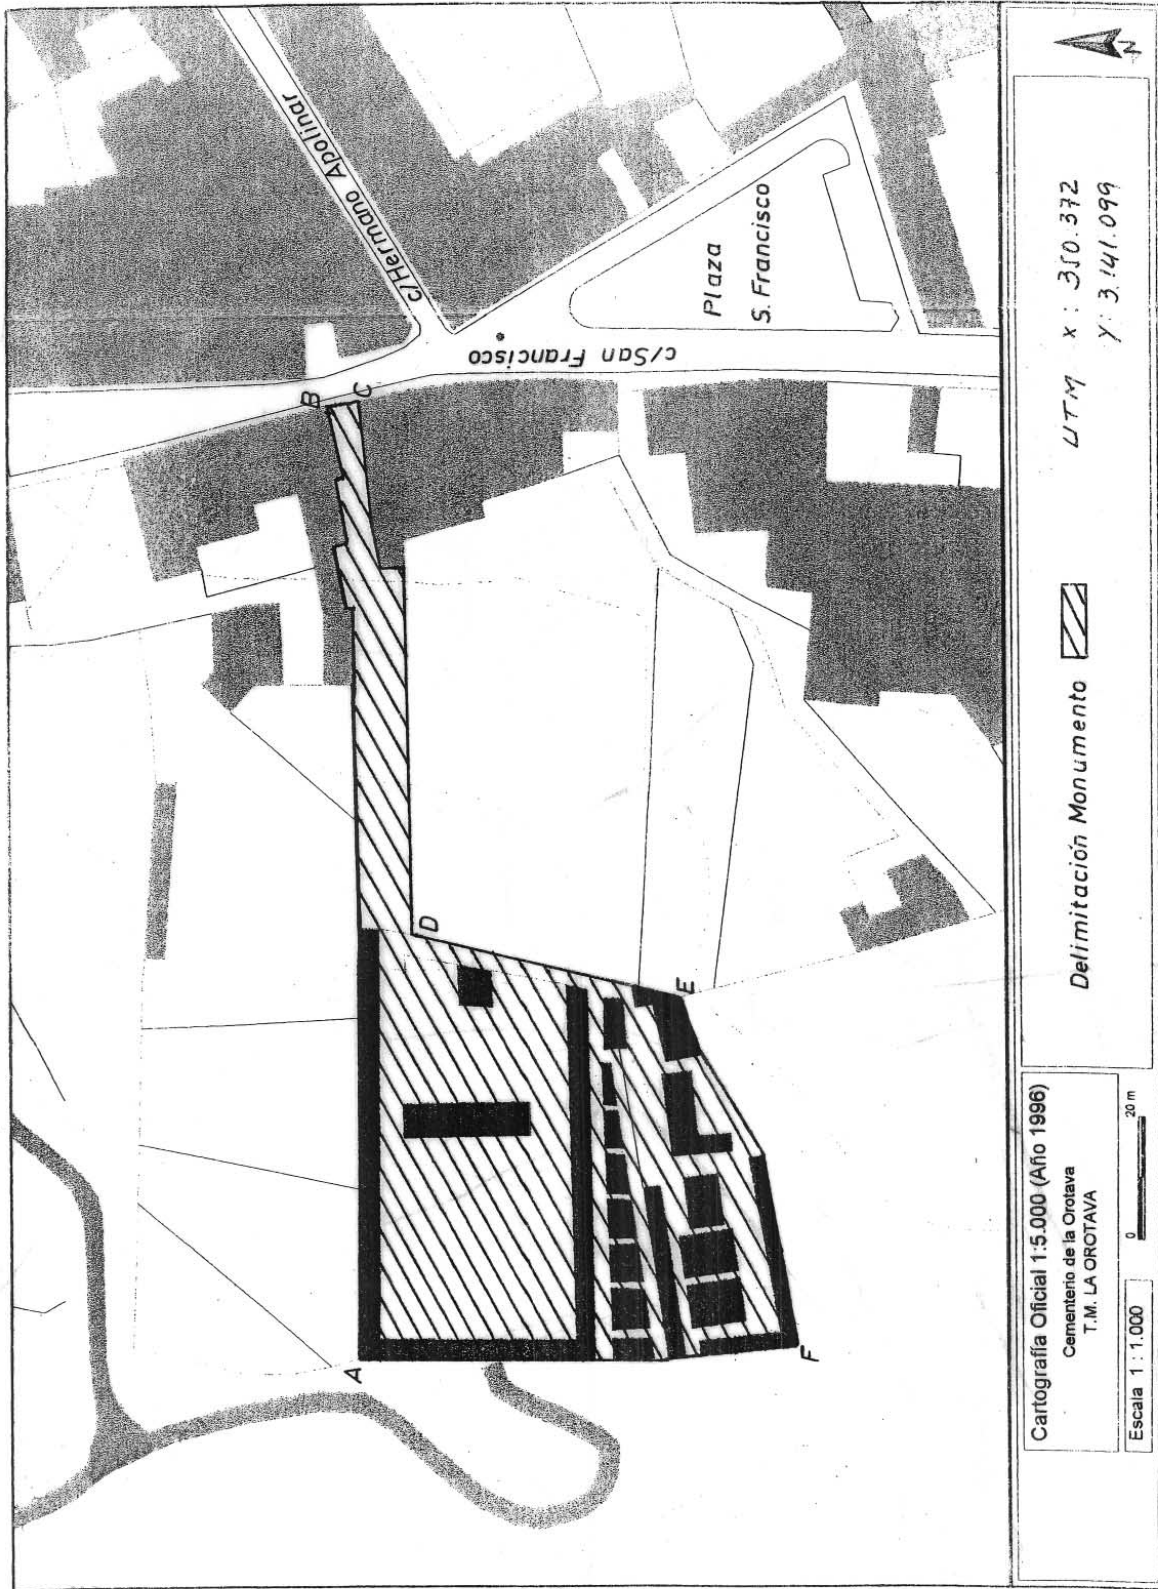 c/Hermano Apolinar
Plaza
S. Francisco
c/San Francisco
B
C
D
E
A
F
N
UTM x: 350.372
y: 3.141.099
Delimitación Monumento
Cartografía Oficial 1:5.000 (Año 1996)
Cementerio de la Orotava
T.M. LA OROTAVA
Escala 1 : 1.000
0 20 m